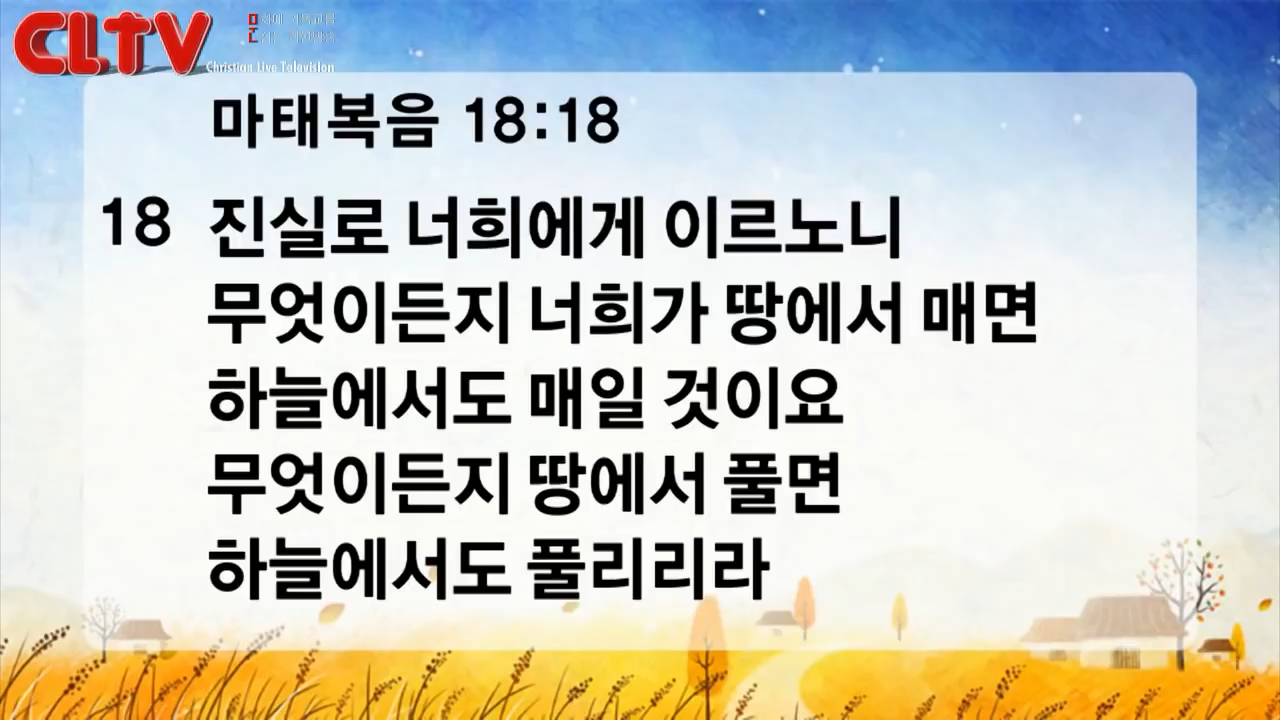 CLTV
Christian Live Television
마태복음 18:18
18 진실로 너희에게 이르노니
무엇이든지 너희가 땅에서 매면
하늘에서도 매일 것이요
무엇이든지 땅에서 풀면
하늘에서도 풀리리라